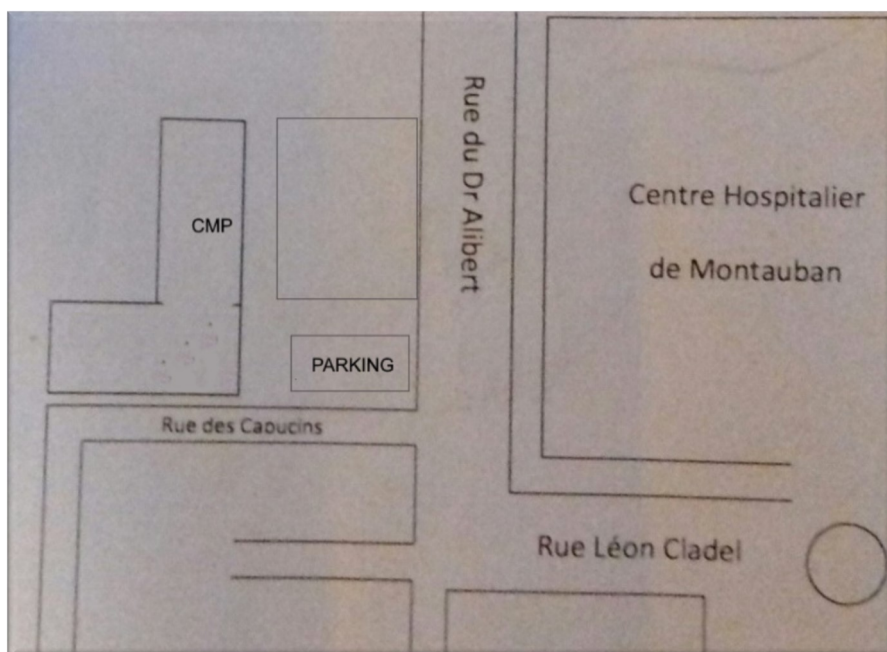 Rue du Dr Alibert
Centre Hospitalier
de Montauban
CMP
PARKING
Rue des Capucins
Rue Léon Cladel